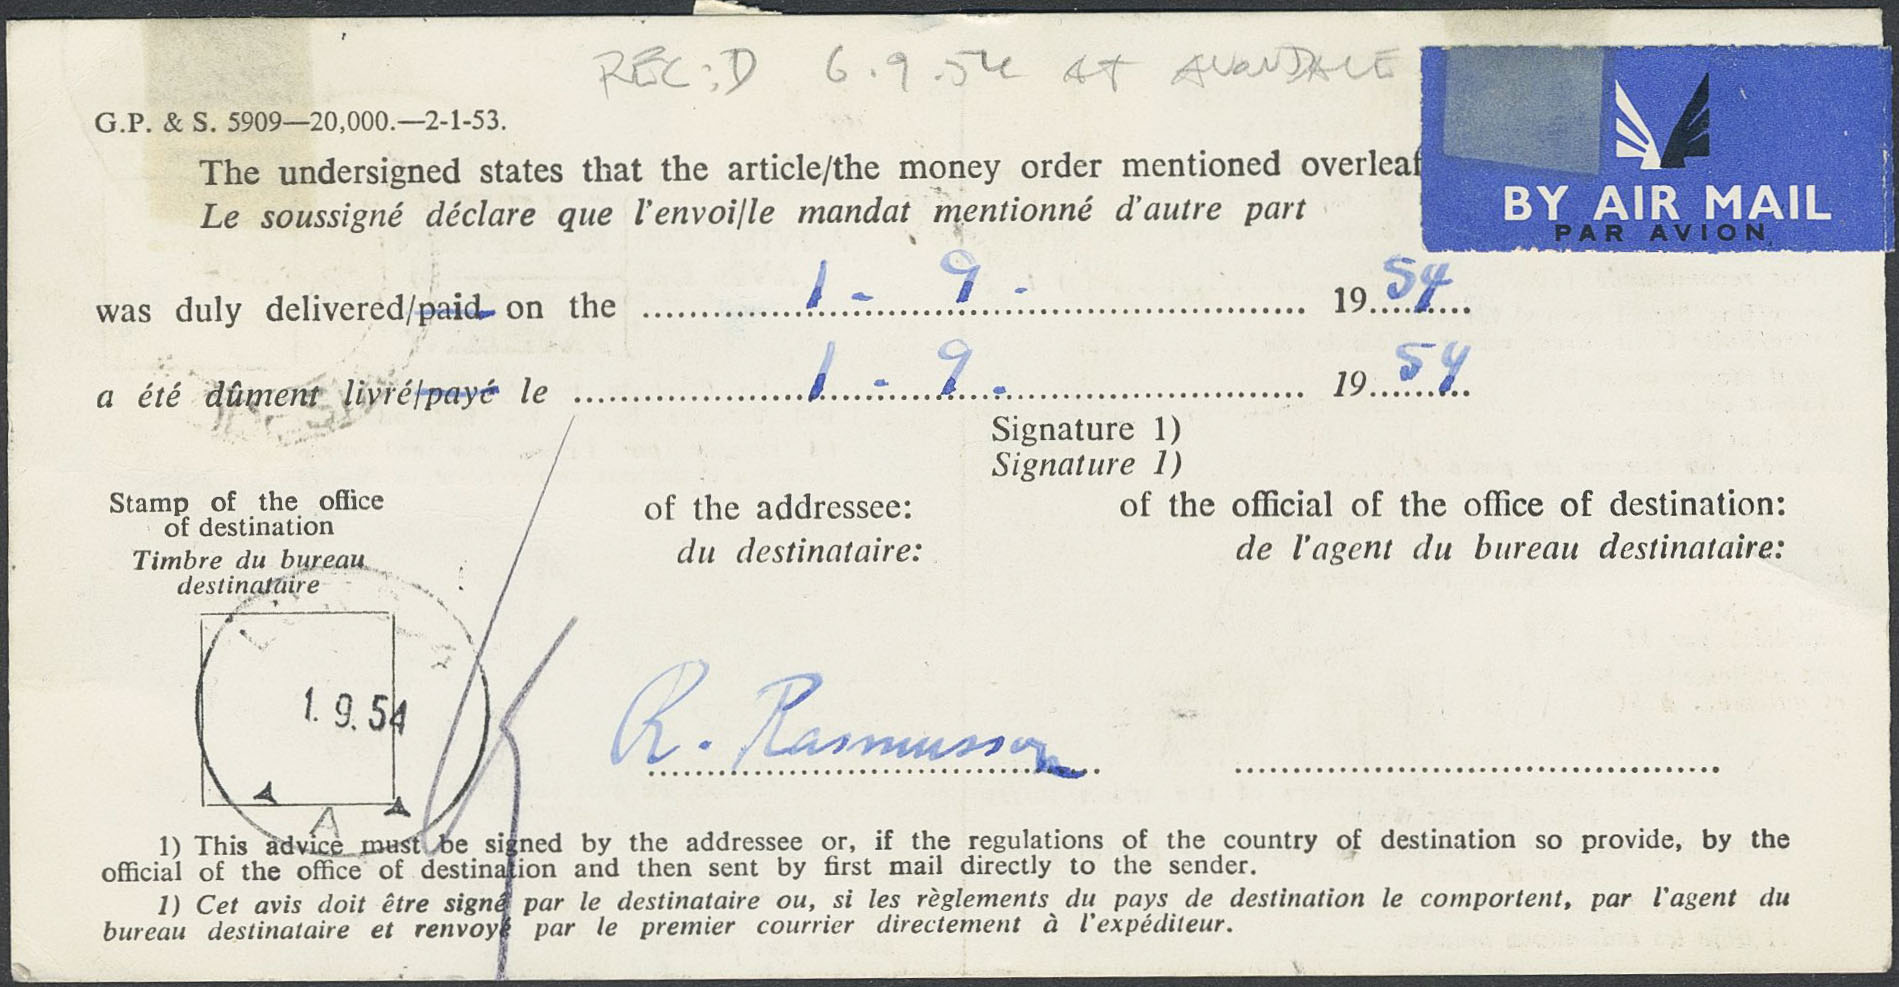 REC:D 6.9.54 AT AVONDALE
G.P. & S. 5909—20,000.—2-1-53.
BY AIR MAIL
PAR AVION
The undersigned states that the article/the money order mentioned overleaf
Le soussigné déclare que l'envoi/le mandat mentionné d'autre part
was duly delivered/paid on the 1 - 9 - 1954
a été dûment livré/payé le 1 - 9 - 1954
Signature 1)
Signature 1)
Stamp of the office
of destination
Timbre du bureau
destinataire
of the addressee:
du destinataire:
of the official of the office of destination:
de l'agent du bureau destinataire:
1. 9. 54
A
R. Rasmusson
1) This advice must be signed by the addressee or, if the regulations of the country of destination so provide, by the
official of the office of destination and then sent by first mail directly to the sender.
1) Cet avis doit être signé par le destinataire ou, si les règlements du pays de destination le comportent, par l'agent du
bureau destinataire et renvoyé par le premier courrier directement à l'expéditeur.